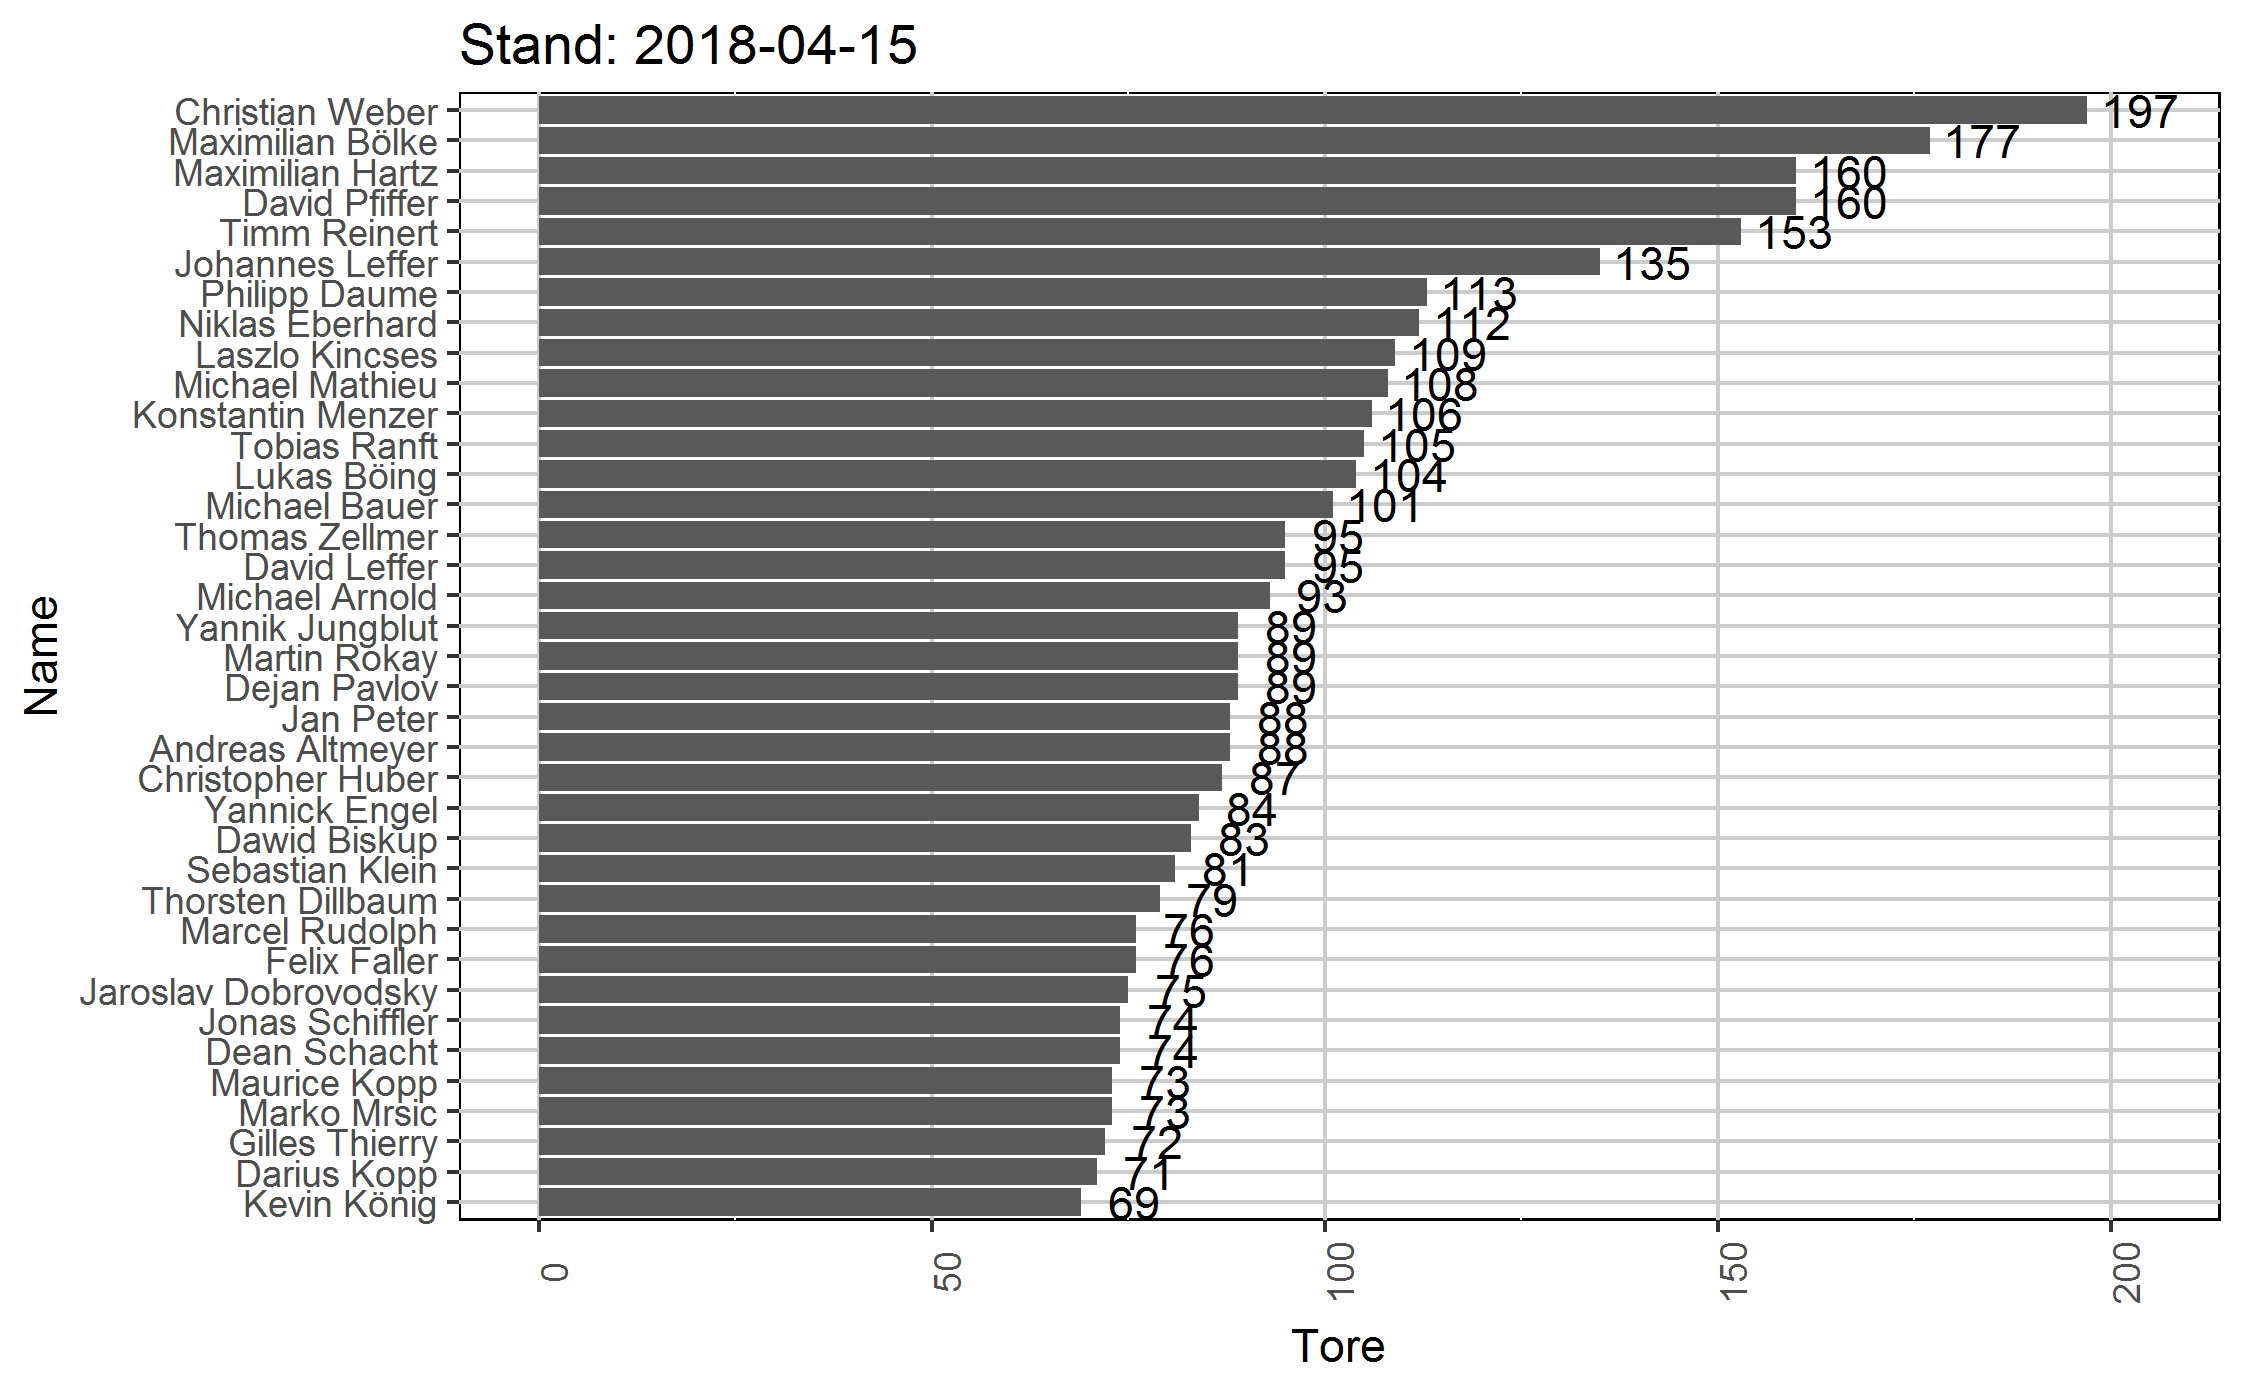 Stand: 2018-04-15
Christian Weber 197
Maximilian Bölke 177
Maximilian Hartz 160
David Pfiffer 160
Timm Reinert 153
Johannes Leffer 135
Philipp Daume 113
Niklas Eberhard 112
Laszlo Kincses 109
Michael Mathieu 108
Konstantin Menzer 106
Tobias Ranft 105
Lukas Böing 104
Michael Bauer 101
Thomas Zellmer 95
David Leffer 95
Michael Arnold 93
Yannik Jungblut 89
Martin Rokay 89
Dejan Pavlov 89
Jan Peter 88
Andreas Altmeyer 88
Christopher Huber 87
Yannick Engel 84
Dawid Biskup 83
Sebastian Klein 81
Thorsten Dillbaum 79
Marcel Rudolph 76
Felix Faller 76
Jaroslav Dobrovodsky 75
Jonas Schiffler 74
Dean Schacht 74
Maurice Kopp 73
Marko Mrsic 73
Gilles Thierry 72
Darius Kopp 71
Kevin König 69
Name
0 50 100 150 200
Tore